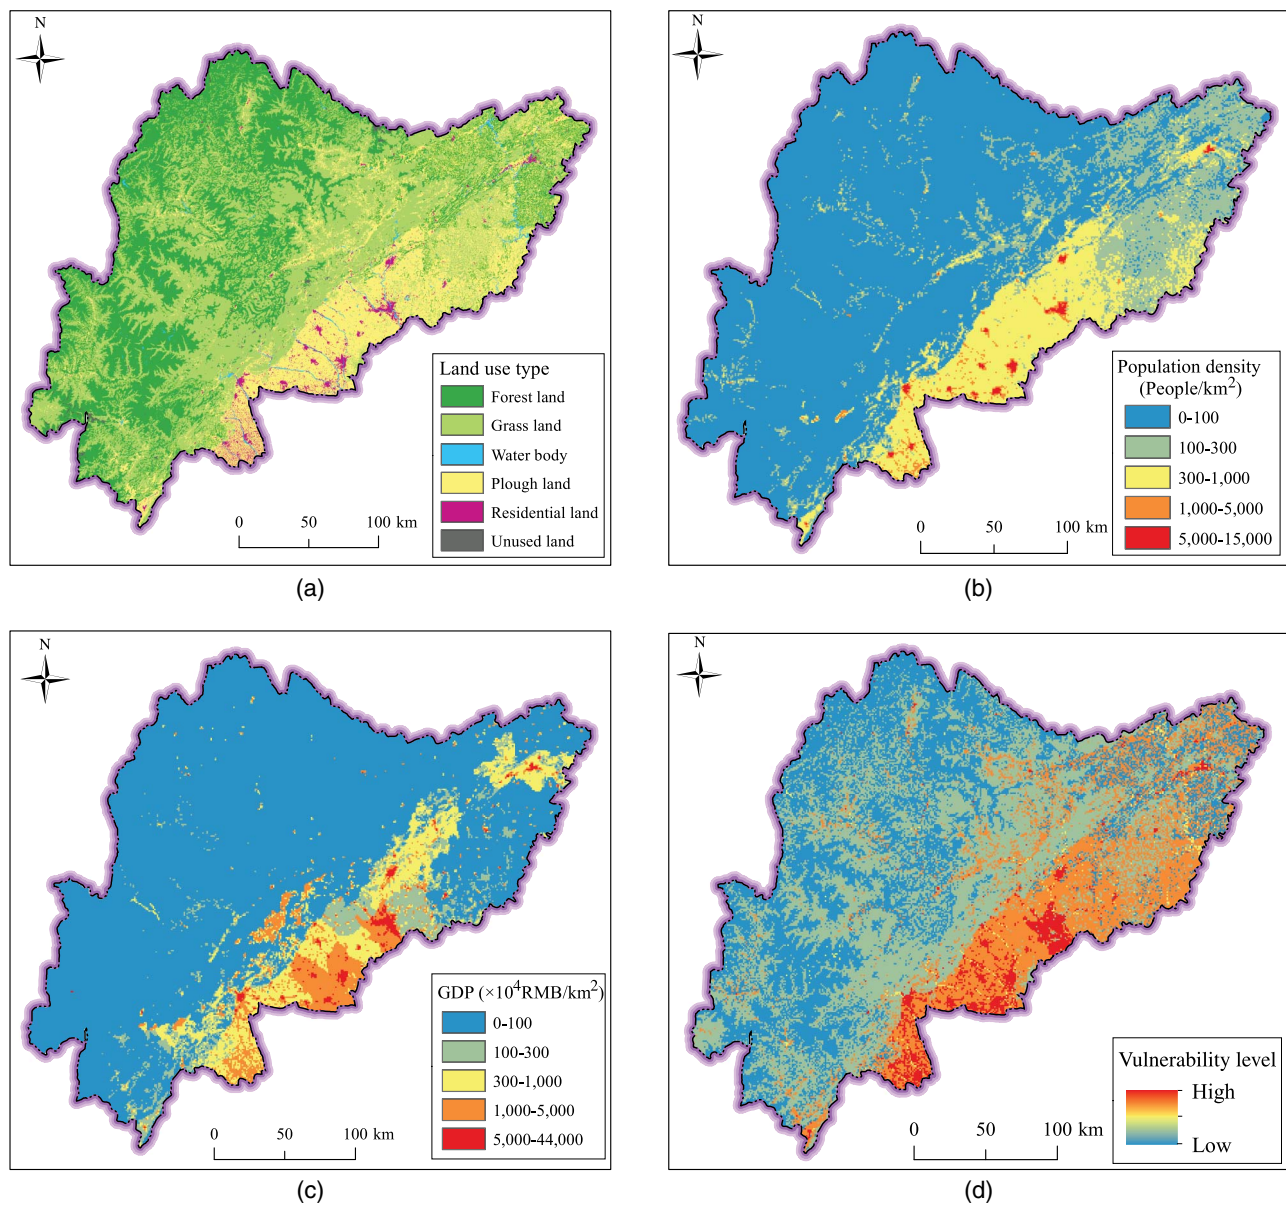 N
Land use type
Forest land
Grass land
Water body
Plough land
Residential land
Unused land
0 50 100 km
(a)
N
Population density
(People/km²)
0-100
100-300
300-1,000
1,000-5,000
5,000-15,000
0 50 100 km
(b)
N
GDP (×10⁴RMB/km²)
0-100
100-300
300-1,000
1,000-5,000
5,000-44,000
0 50 100 km
(c)
N
Vulnerability level
High
Low
0 50 100 km
(d)